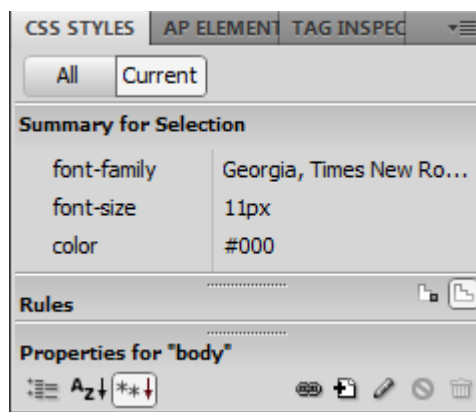 CSS STYLES AP ELEMENT TAG INSPEC
All Current
Summary for Selection
font-family Georgia, Times New Ro...
font-size 11px
color #000
Rules
Properties for "body"
AZ **